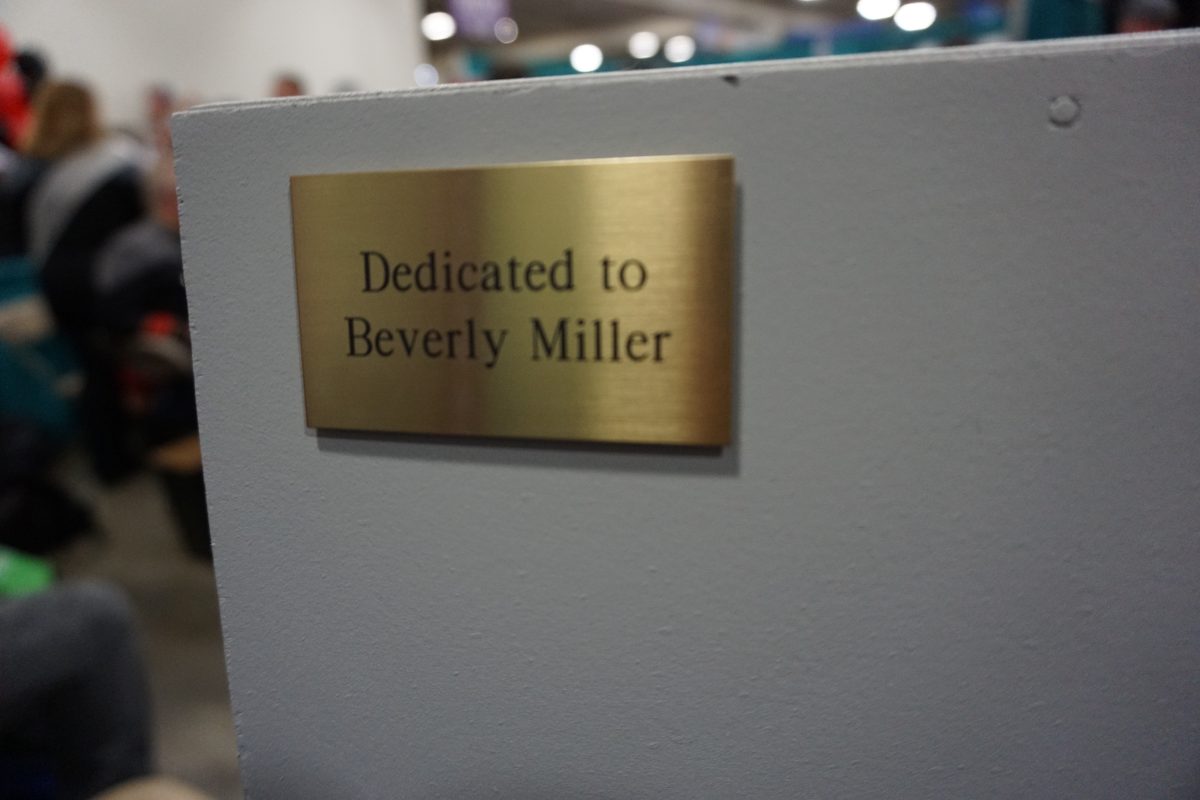 Dedicated to
Beverly Miller